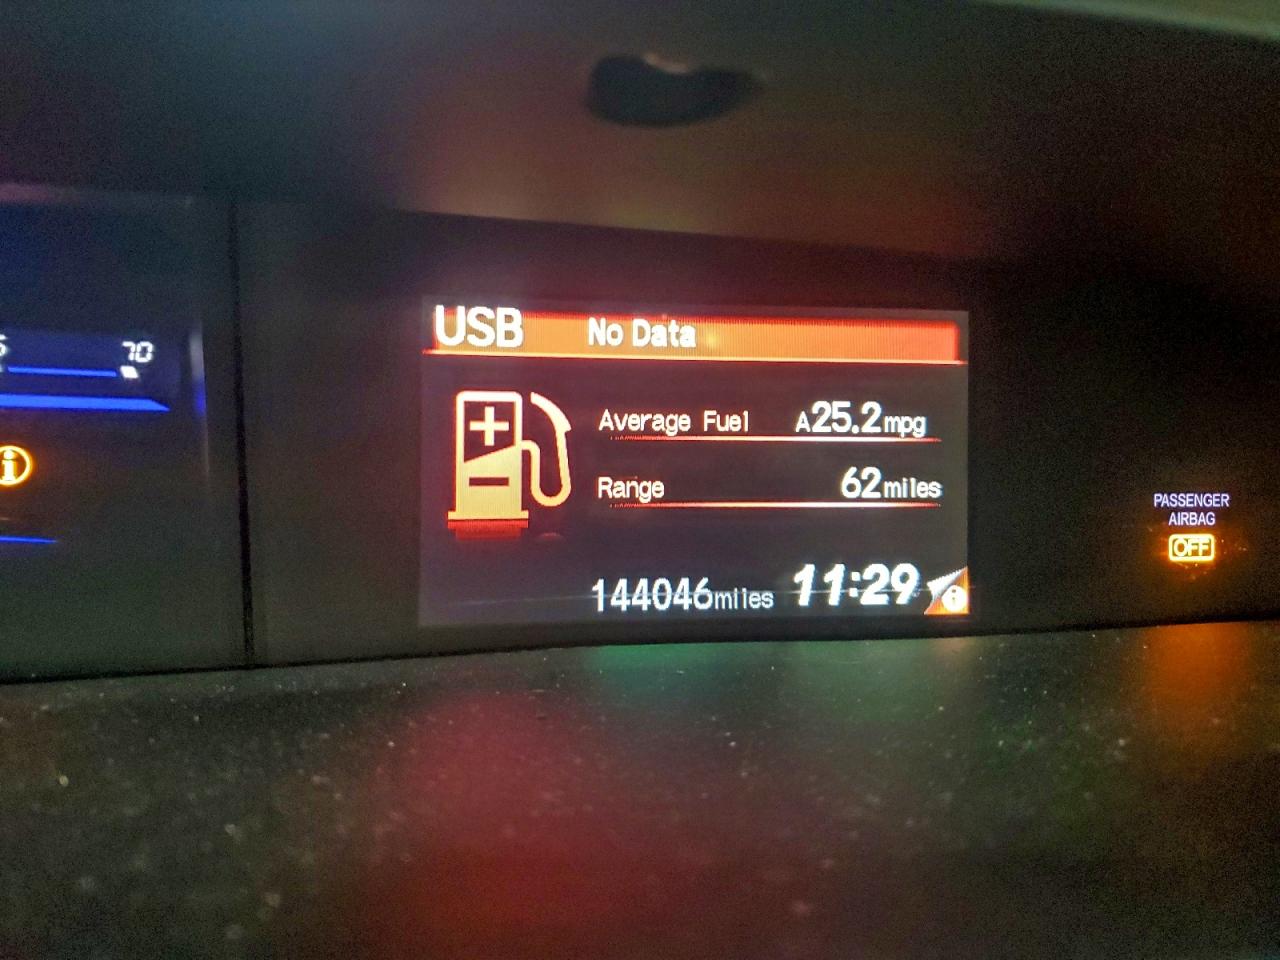 70
USB No Data
Average Fuel A25.2mpg
Range 62miles
144046miles 11:29
PASSENGER
AIRBAG
OFF